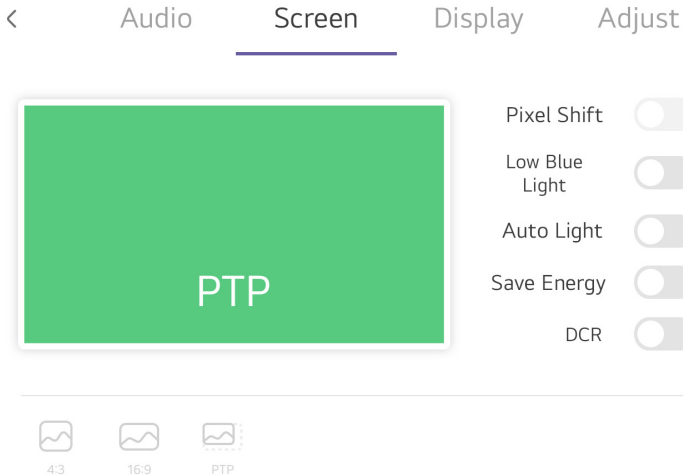 Audio Screen Display Adjust
Pixel Shift
Low Blue
Light
Auto Light
PTP
Save Energy
DCR
4:3 16:9 PTP